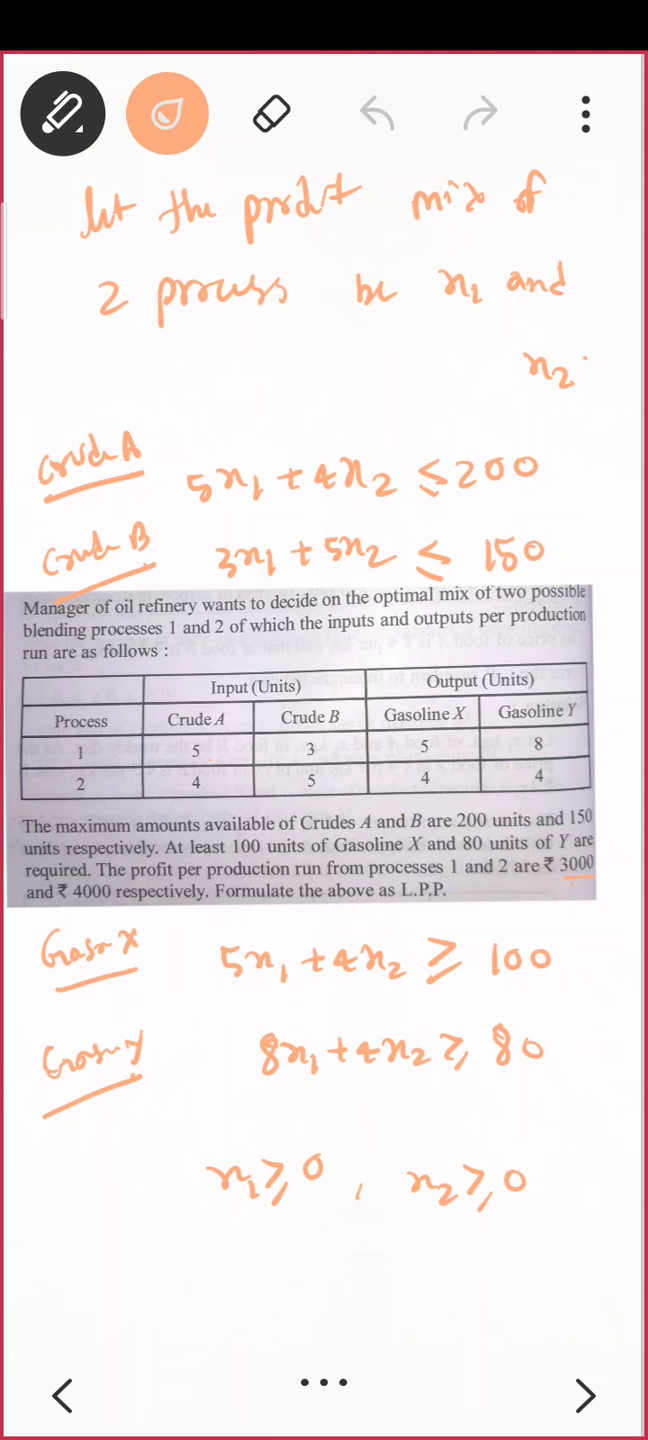 let the prodt mix of
2 process be x₁ and
x₂.
Crude A 5x₁ + 4x₂ ≤ 200
Crude B 3x₁ + 5x₂ ≤ 150
Manager of oil refinery wants to decide on the optimal mix of two possible
blending processes 1 and 2 of which the inputs and outputs per production
run are as follows :
Input (Units) Output (Units)
Process Crude A Crude B Gasoline X Gasoline Y
1 5 3 5 8
2 4 5 4 4
The maximum amounts available of Crudes A and B are 200 units and 150
units respectively. At least 100 units of Gasoline X and 80 units of Y are
required. The profit per production run from processes 1 and 2 are ₹ 3000
and ₹ 4000 respectively. Formulate the above as L.P.P.
5x₁ + 4x₂ ≥ 100
8x₁ + 4x₂ ≥ 80
x₁ ≥ 0 , x₂ ≥ 0